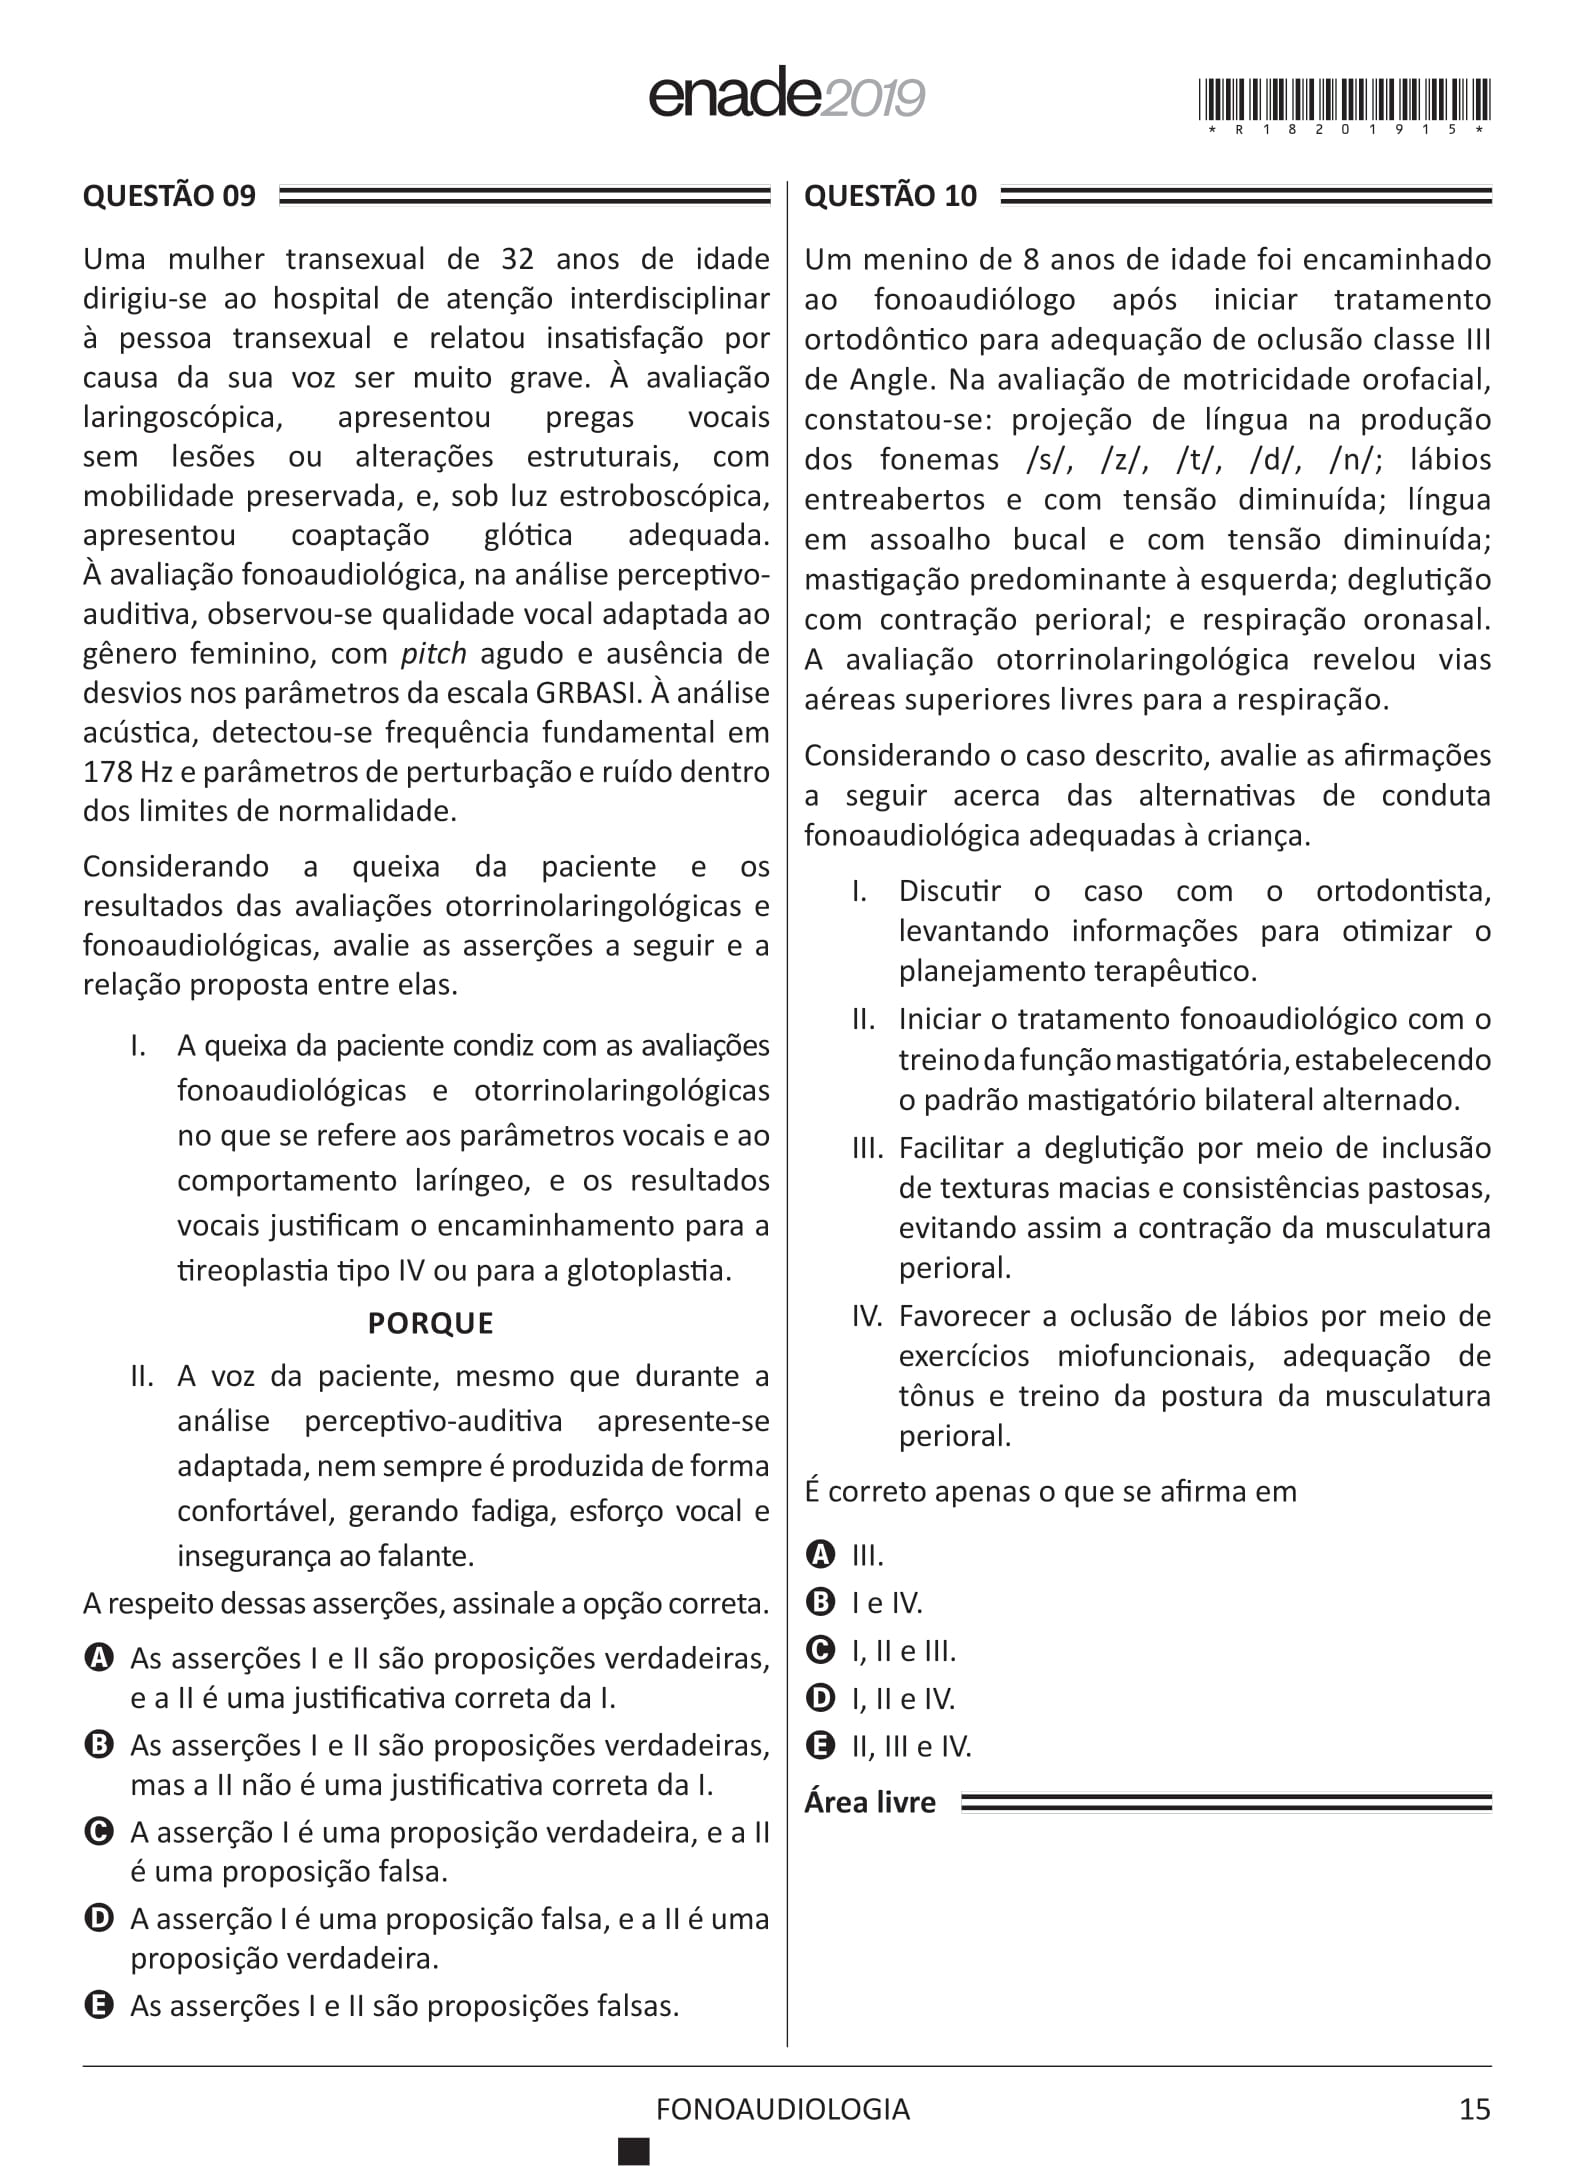 enade2019
*R18201915*
QUESTÃO 09
Uma mulher transexual de 32 anos de idade
dirigiu-se ao hospital de atenção interdisciplinar
à pessoa transexual e relatou insatisfação por
causa da sua voz ser muito grave. À avaliação
laringoscópica, apresentou pregas vocais
sem lesões ou alterações estruturais, com
mobilidade preservada, e, sob luz estroboscópica,
apresentou coaptação glótica adequada.
À avaliação fonoaudiológica, na análise perceptivo-
auditiva, observou-se qualidade vocal adaptada ao
gênero feminino, com pitch agudo e ausência de
desvios nos parâmetros da escala GRBASI. À análise
acústica, detectou-se frequência fundamental em
178 Hz e parâmetros de perturbação e ruído dentro
dos limites de normalidade.
Considerando a queixa da paciente e os
resultados das avaliações otorrinolaringológicas e
fonoaudiológicas, avalie as asserções a seguir e a
relação proposta entre elas.
I. A queixa da paciente condiz com as avaliações
fonoaudiológicas e otorrinolaringológicas
no que se refere aos parâmetros vocais e ao
comportamento laríngeo, e os resultados
vocais justificam o encaminhamento para a
tireoplastia tipo IV ou para a glotoplastia.
PORQUE
II. A voz da paciente, mesmo que durante a
análise perceptivo-auditiva apresente-se
adaptada, nem sempre é produzida de forma
confortável, gerando fadiga, esforço vocal e
insegurança ao falante.
A respeito dessas asserções, assinale a opção correta.
A As asserções I e II são proposições verdadeiras,
e a II é uma justificativa correta da I.
B As asserções I e II são proposições verdadeiras,
mas a II não é uma justificativa correta da I.
C A asserção I é uma proposição verdadeira, e a II
é uma proposição falsa.
D A asserção I é uma proposição falsa, e a II é uma
proposição verdadeira.
E As asserções I e II são proposições falsas.
QUESTÃO 10
Um menino de 8 anos de idade foi encaminhado
ao fonoaudiólogo após iniciar tratamento
ortodôntico para adequação de oclusão classe III
de Angle. Na avaliação de motricidade orofacial,
constatou-se: projeção de língua na produção
dos fonemas /s/, /z/, /t/, /d/, /n/; lábios
entreabertos e com tensão diminuída; língua
em assoalho bucal e com tensão diminuída;
mastigação predominante à esquerda; deglutição
com contração perioral; e respiração oronasal.
A avaliação otorrinolaringológica revelou vias
aéreas superiores livres para a respiração.
Considerando o caso descrito, avalie as afirmações
a seguir acerca das alternativas de conduta
fonoaudiológica adequadas à criança.
I. Discutir o caso com o ortodontista,
levantando informações para otimizar o
planejamento terapêutico.
II. Iniciar o tratamento fonoaudiológico com o
treino da função mastigatória, estabelecendo
o padrão mastigatório bilateral alternado.
III. Facilitar a deglutição por meio de inclusão
de texturas macias e consistências pastosas,
evitando assim a contração da musculatura
perioral.
IV. Favorecer a oclusão de lábios por meio de
exercícios miofuncionais, adequação de
tônus e treino da postura da musculatura
perioral.
É correto apenas o que se afirma em
A III.
B I e IV.
C I, II e III.
D I, II e IV.
E II, III e IV.
Área livre
FONOAUDIOLOGIA
15